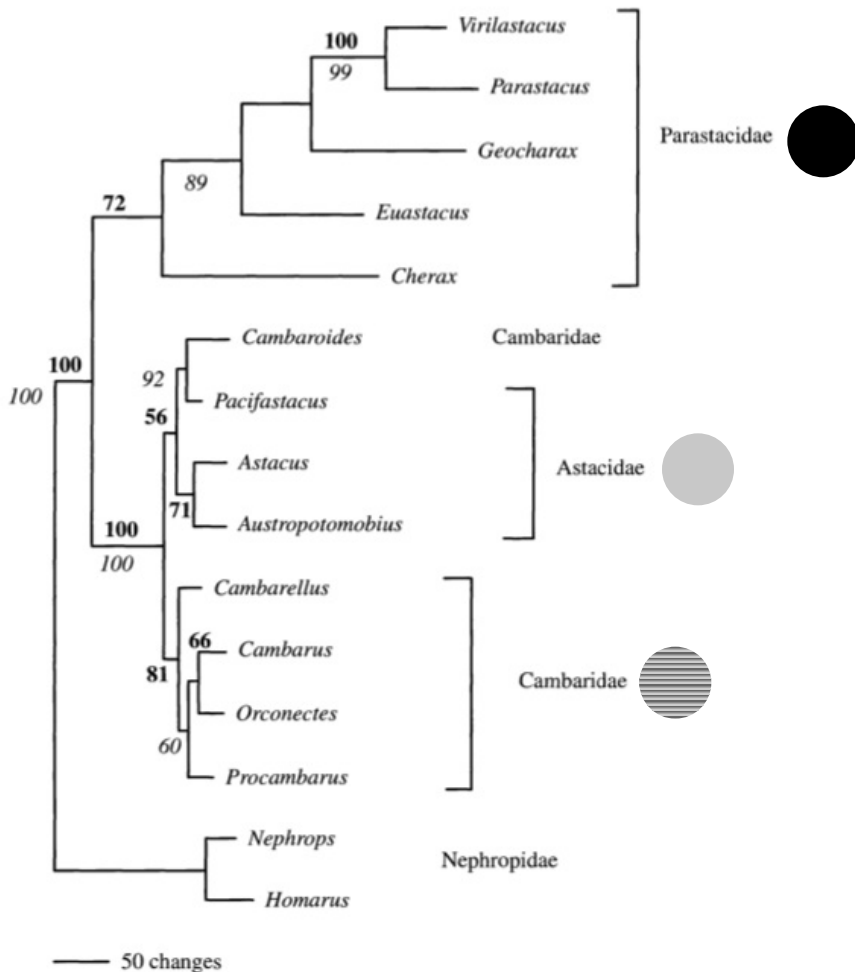 Virilastacus
100
99
Parastacus
Parastacidae
Geocharax
89
72
Euastacus
Cherax
Cambaroides
Cambaridae
100
92
100
Pacifastacus
56
Astacus
Astacidae
71
100
Austropotomobius
100
Cambarellus
66
Cambarus
81
Cambaridae
Orconectes
60
Procambarus
Nephrops
Nephropidae
Homarus
50 changes